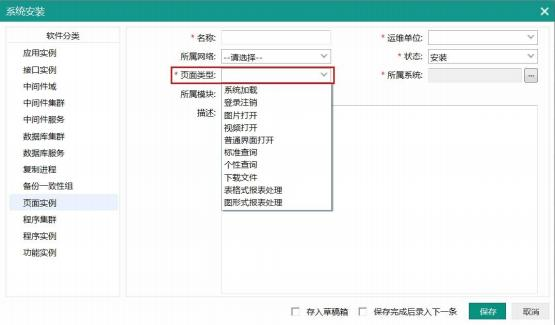 系统安装
软件分类
应用实例
接口实例
中间件域
中间件集群
中间件服务
数据库集群
数据库服务
复制进程
备份一致性组
页面实例
程序集群
程序实例
功能实例
* 名称:
* 运维单位:
所属网络: --请选择--
* 状态: 安装
* 页面类型:
* 所属系统: ...
所属模块:
描述:
系统加载
登录注销
图片打开
视频打开
普通界面打开
标准查询
个性查询
下载文件
表格式报表处理
图形式报表处理
存入草稿箱 保存完成后录入下一条 保存 取消